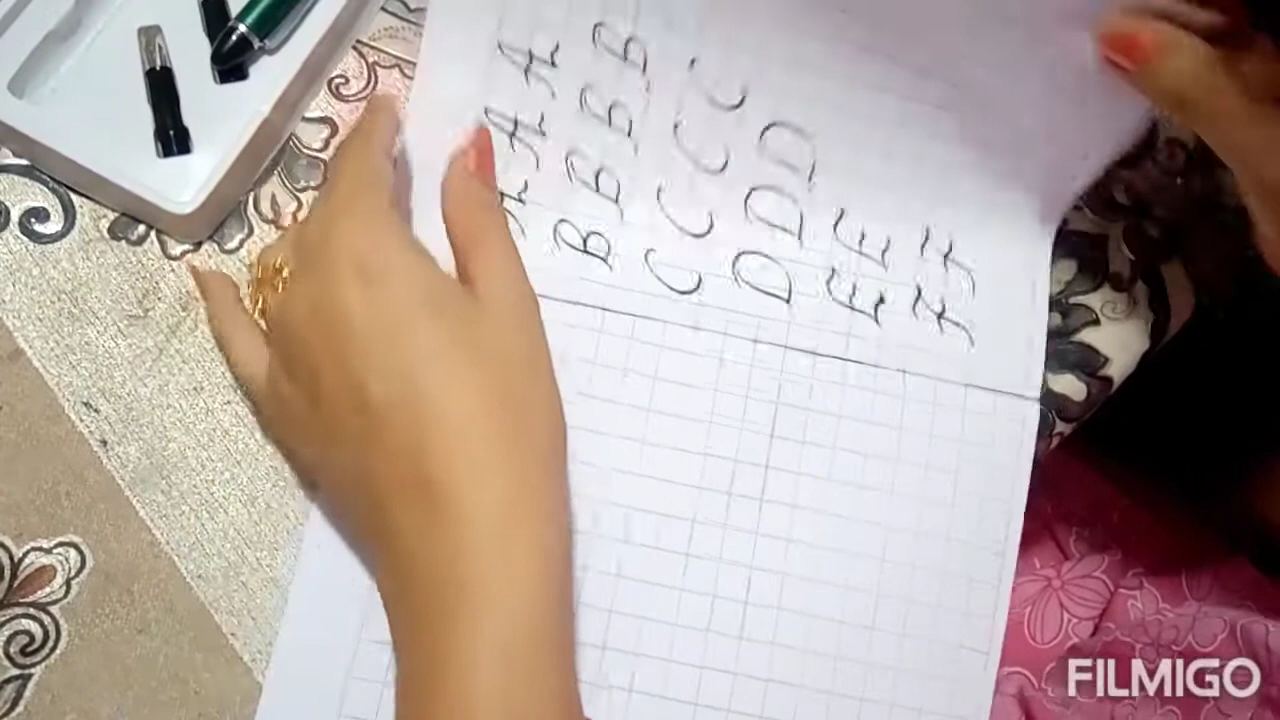 A A A
B B B B
C C C C
D D D
E E
F F
FILMIGO